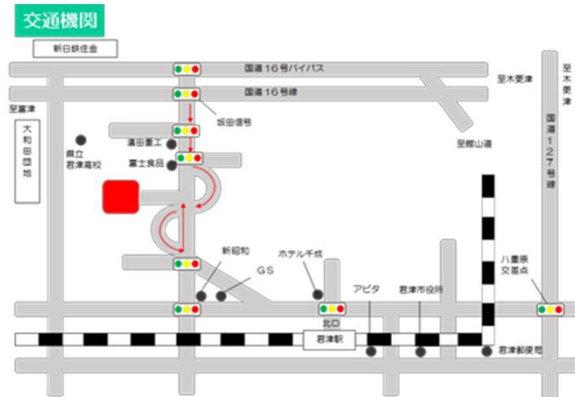 交通機関
新日鉄住金
国道16号バイパス
国道16号線
至木更津
至木更津
至富津
坂田信号
大和田団地
県立
君津高校
濱田重工
富士食品
至館山道
国道127号線
新昭和
GS
ホテル千成
アピタ
君津市役所
八重原
交差点
北口
君津駅
君津郵便局